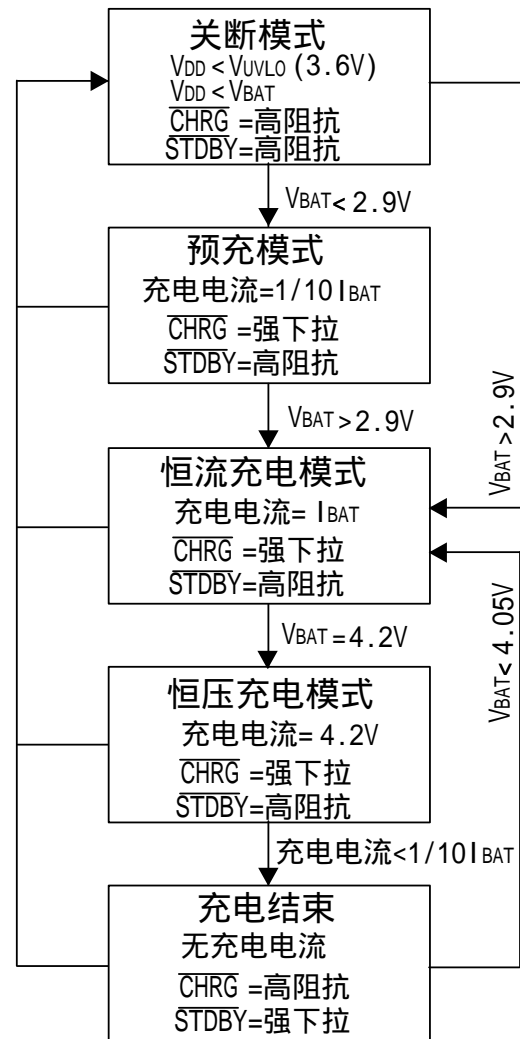 关断模式
VDD<VUVLO (3.6V)
VDD<VBAT
CHRG =高阻抗
STDBY=高阻抗
VBAT<2.9V
预充模式
充电电流=1/10IBAT
CHRG =强下拉
STDBY=高阻抗
VBAT>2.9V
VBAT>2.9V
恒流充电模式
充电电流= IBAT
CHRG =强下拉
STDBY=高阻抗
VBAT=4.2V
VBAT<4.05V
恒压充电模式
充电电流= 4.2V
CHRG =强下拉
STDBY=高阻抗
充电电流<1/10IBAT
充电结束
无充电电流
CHRG =高阻抗
STDBY=强下拉